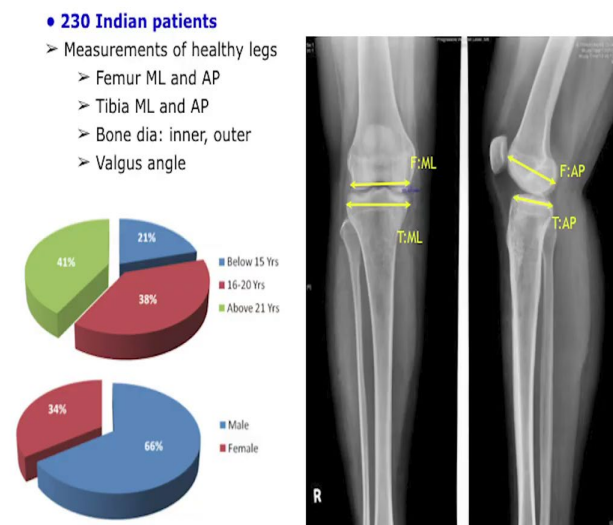 • 230 Indian patients
➢ Measurements of healthy legs
➢ Femur ML and AP
➢ Tibia ML and AP
➢ Bone dia: inner, outer
➢ Valgus angle
21%
41%
38%
Below 15 Yrs
16-20 Yrs
Above 21 Yrs
34%
66%
Male
Female
F:ML
T:ML
F:AP
T:AP
R